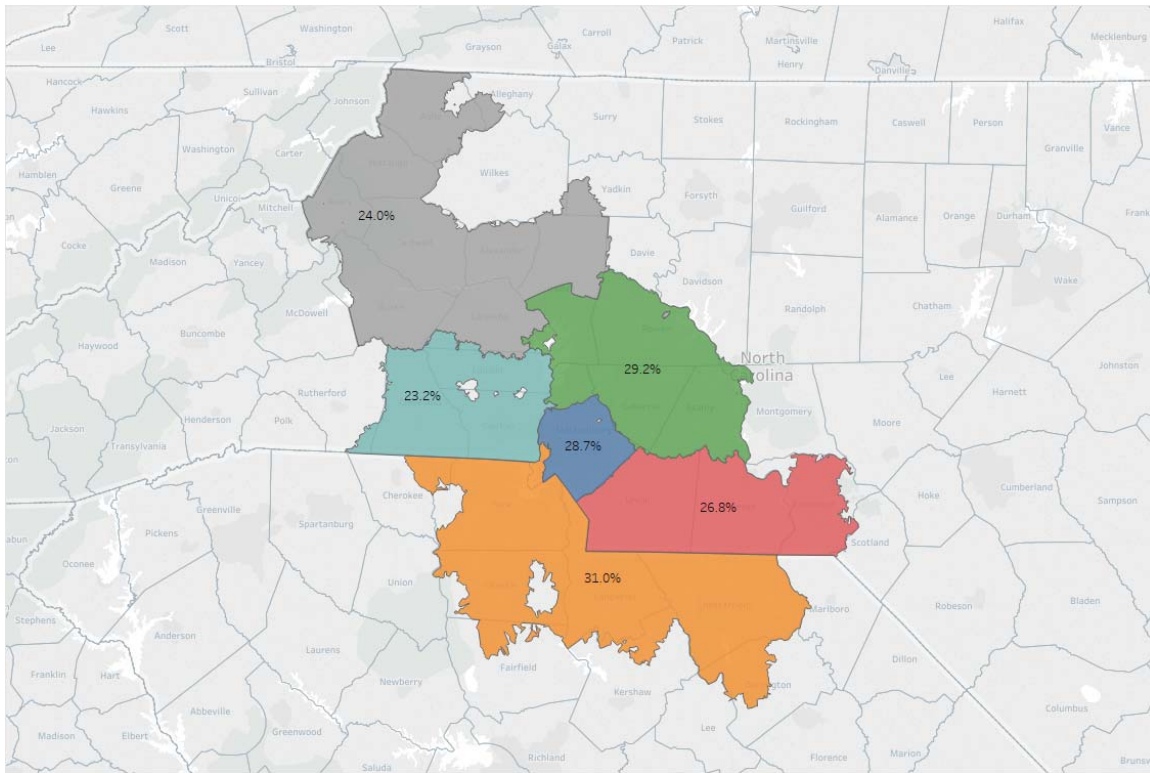 Scott
Washington
Grayson
Carroll
Patrick
Halifax
Lee
Galax
Martinsville
Mecklenburg
Bristol
Henry
Hancock
Sullivan
Danville
Johnson
Alleghany
Hawkins
Surry
Stokes
Rockingham
Caswell
Person
Vance
Washington
Carter
Granville
Hamblen
Wilkes
Yadkin
Forsyth
Greene
Unicoi
Mitchell
Guilford
Alamance
Orange
Durham
Frank
24.0%
Cocke
Madison
Yancey
Davie
Davidson
Wake
Randolph
Chatham
McDowell
Buncombe
Haywood
North
Carolina
29.2%
Lee
Johnston
Rutherford
23.2%
Harnett
Henderson
Polk
Montgomery
Moore
Jackson
Transylvania
28.7%
Cherokee
26.8%
Hoke
Cumberland
Sampson
Greenville
Pickens
Spartanburg
Scotland
Oconee
31.0%
Union
Bladen
Marlboro
Robeson
Stephens
Anderson
Laurens
Dillon
Fairfield
Franklin
Hart
Newberry
Kershaw
Columbus
Abbeville
Madison
Elbert
Greenwood
Lee
Saluda
Richland
Florence
Marion
Brunsw